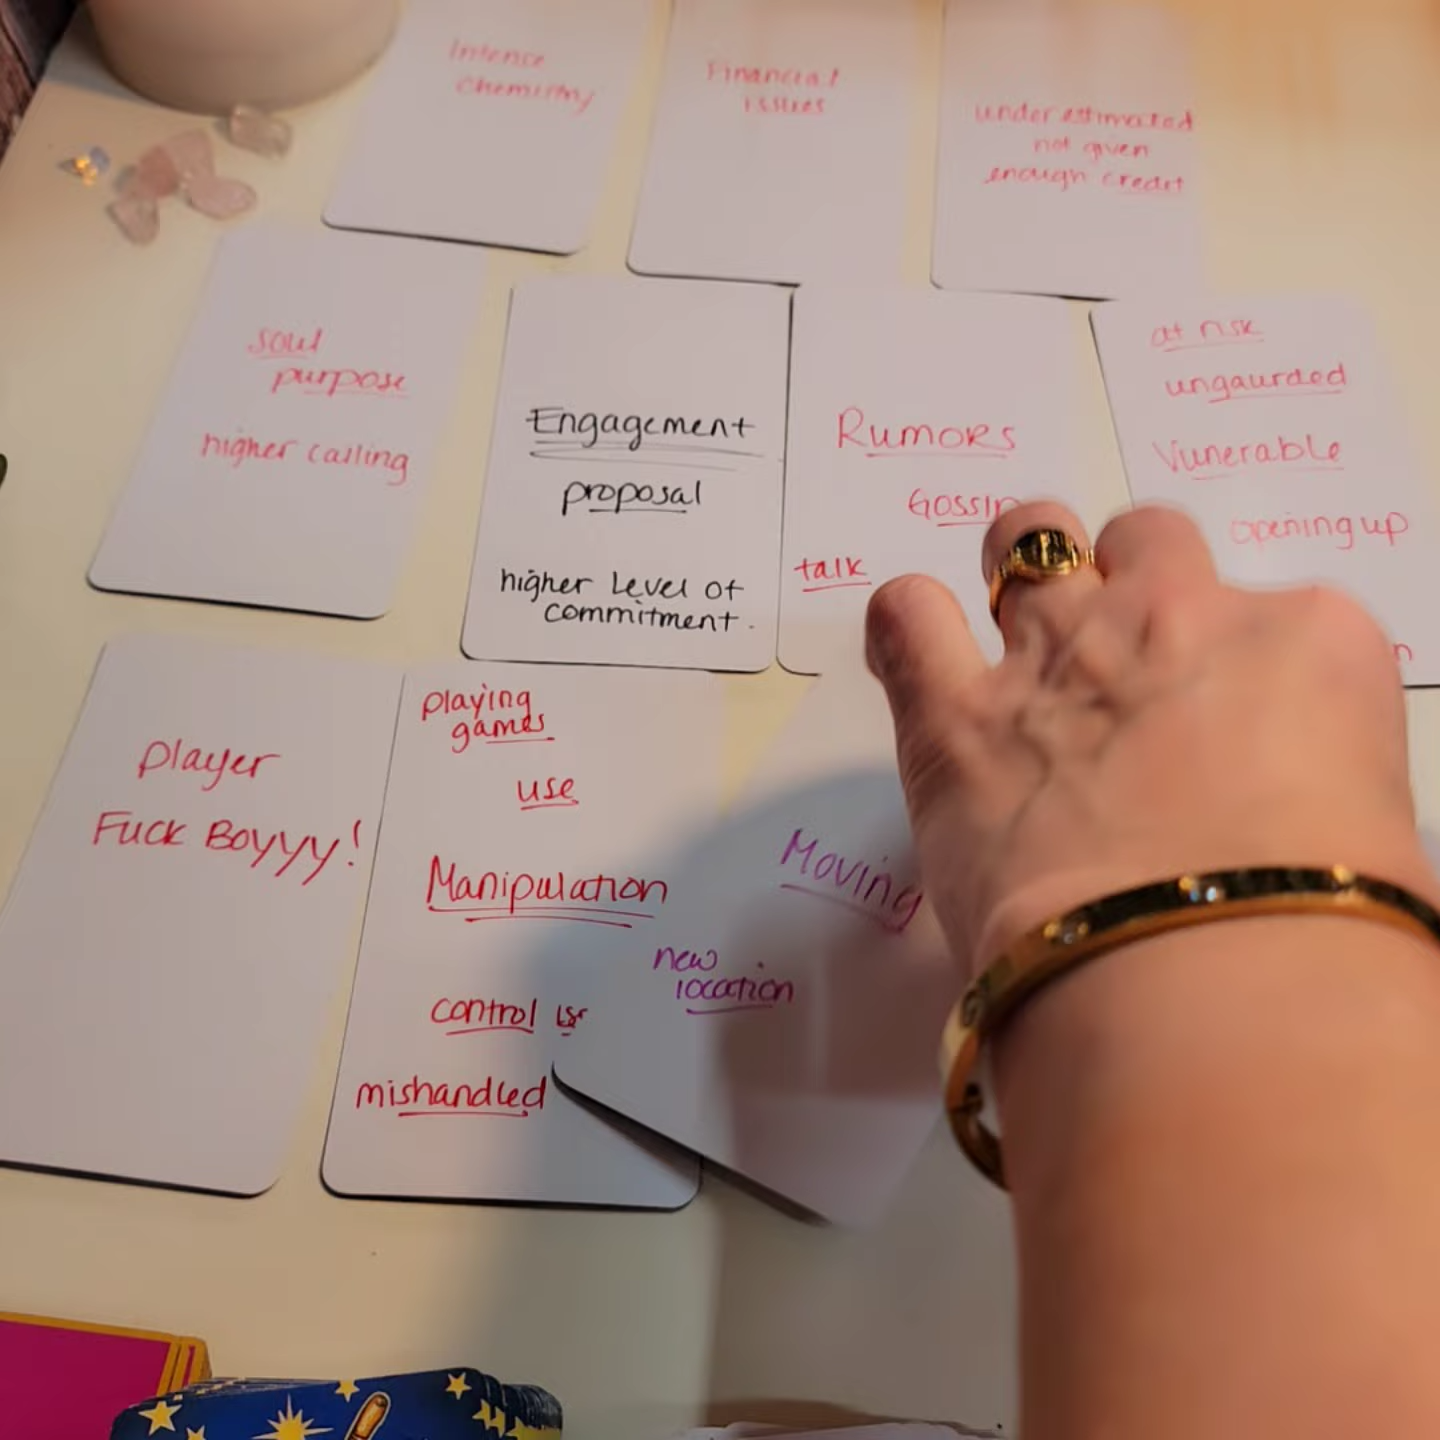 Intense
chemistry
Financial
issues
underestimated
not given
enough credit
soul
purpose
higher calling
Engagement
proposal
higher level of
commitment.
Rumors
Gossip
talk
at risk
ungaurded
Vunerable
opening up
player
Fuck Boyyy!
playing
games
use
Manipulation
control
mishandled
Moving
new
location